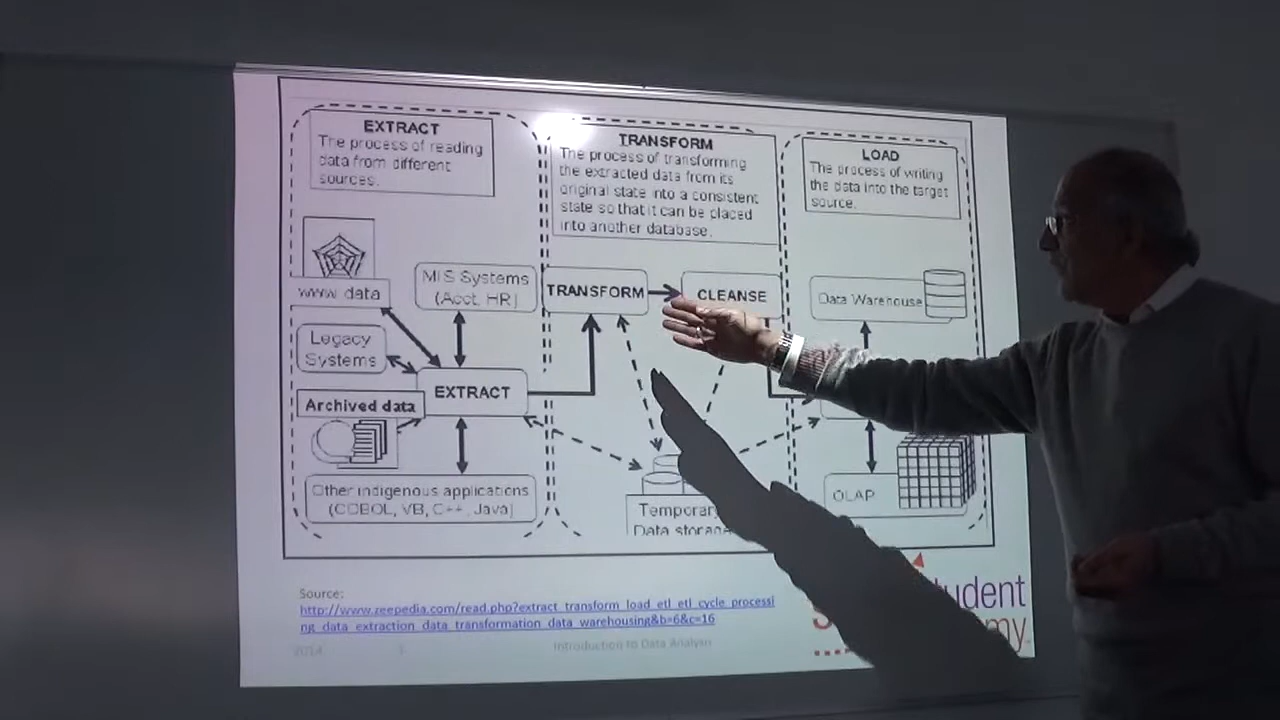 EXTRACT
The process of reading
data from different
sources.
TRANSFORM
The process of transforming
the extracted data from its
original state into a consistent
state so that it can be placed
into another database.
LOAD
The process of writing
the data into the target
source.
www data
MIS Systems
(Acct, HR)
TRANSFORM
CLEANSE
Data Warehouse
Legacy
Systems
EXTRACT
Archived data
Other indigenous applications
(COBOL, VB, C++, Java)
OLAP
Data storage
Source:
http://www.zeepedia.com/read.php?extract_transform_load_etl_etl_cycle_processi
ng_data_extraction_data_transformation_data_warehousing&b=6&c=16
2014
Introduction to Data Analysis